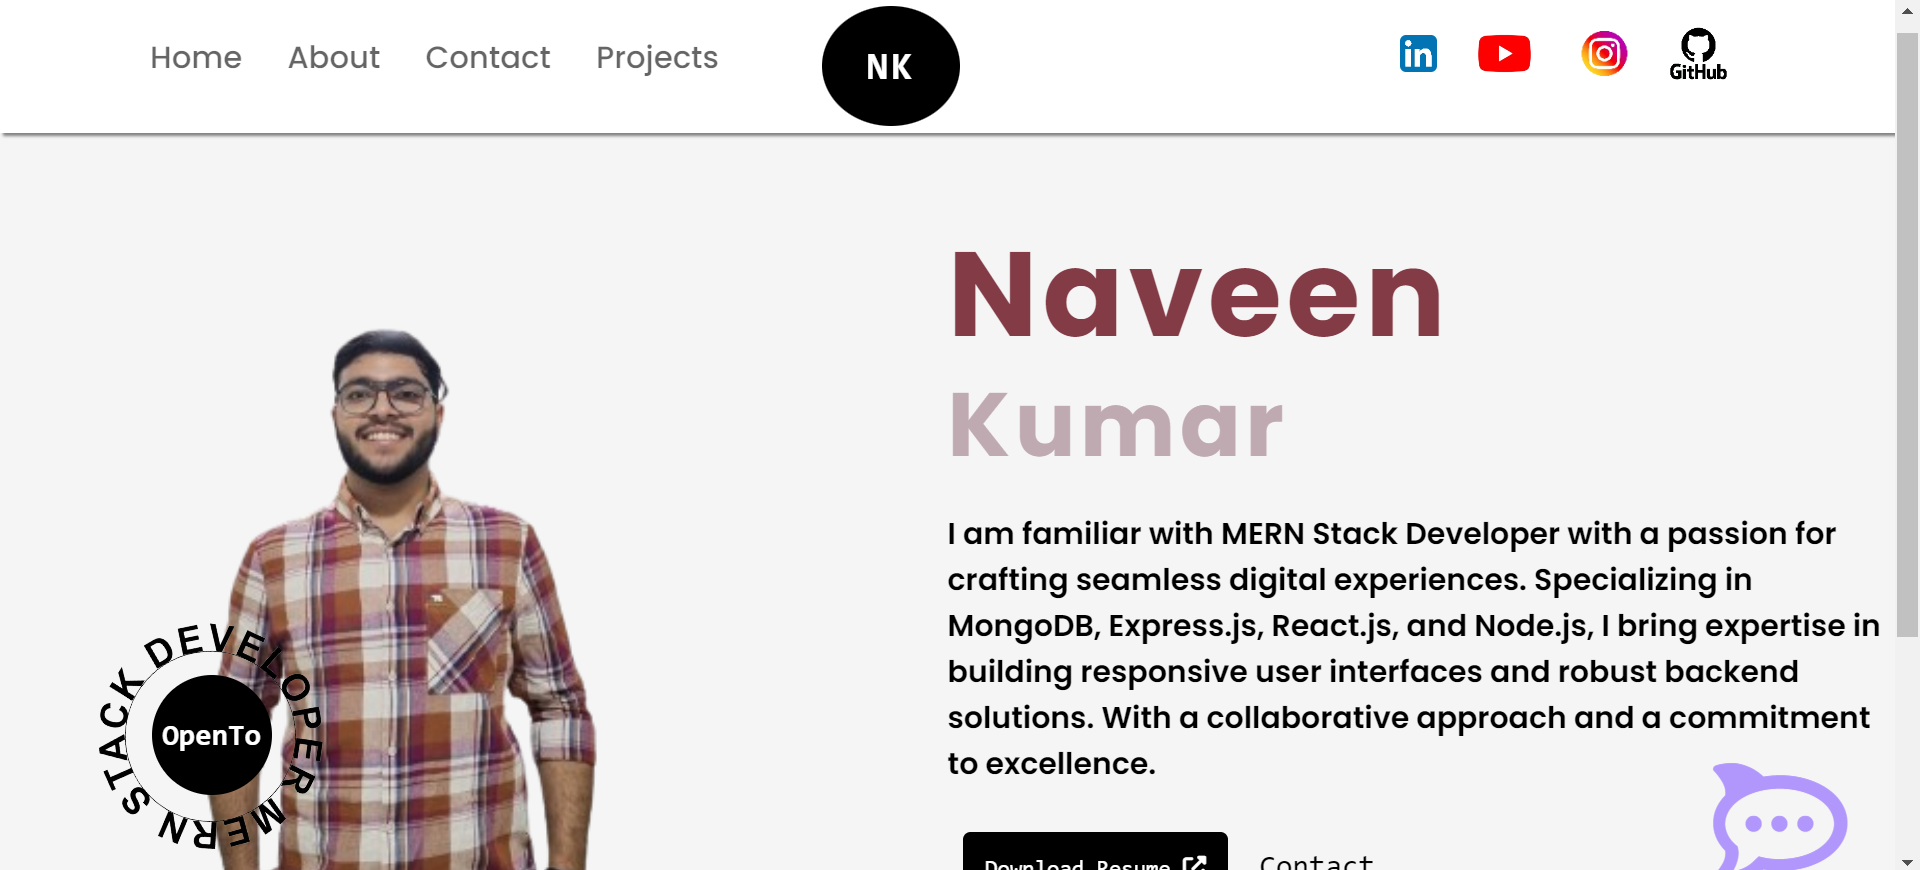 Home About Contact Projects
NK
in
GitHub
Naveen
Kumar
I am familiar with MERN Stack Developer with a passion for
crafting seamless digital experiences. Specializing in
MongoDB, Express.js, React.js, and Node.js, I bring expertise in
building responsive user interfaces and robust backend
solutions. With a collaborative approach and a commitment
to excellence.
MERN STACK DEVELOPER
OpenTo
Download Resume Contact